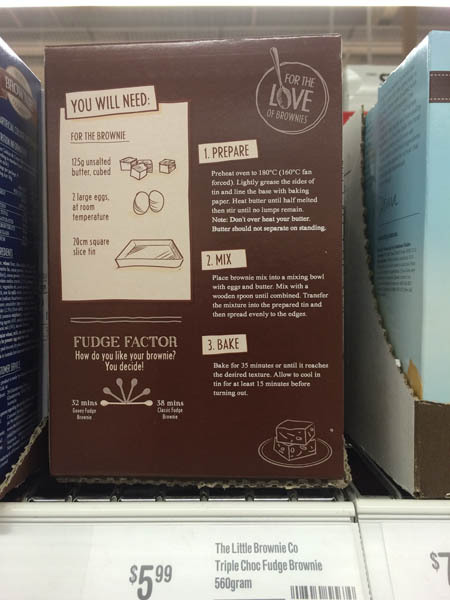 FOR THE
LOVE
OF BROWNIES
YOU WILL NEED:
FOR THE BROWNIE
125g unsalted
butter, cubed
2 large eggs,
at room
temperature
20cm square
slice tin
1. PREPARE
Preheat oven to 180°C (160°C fan
forced). Lightly grease the sides of
tin and line the base with baking
paper. Heat butter until half melted
then stir until no lumps remain.
Note: Don't over heat your butter.
Butter should not separate on standing.
2. MIX
Place brownie mix into a mixing bowl
with eggs and butter. Mix with a
wooden spoon until combined. Transfer
the mixture into the prepared tin and
then spread evenly to the edges.
3. BAKE
Bake for 35 minutes or until it reaches
the desired texture. Allow to cool in
tin for at least 15 minutes before
turning out.
FUDGE FACTOR
How do you like your brownie?
You decide!
32 mins
Gooey Fudge
Brownie
38 mins
Classic Fudge
Brownie
$5.99
The Little Brownie Co
Triple Choc Fudge Brownie
560gram
$